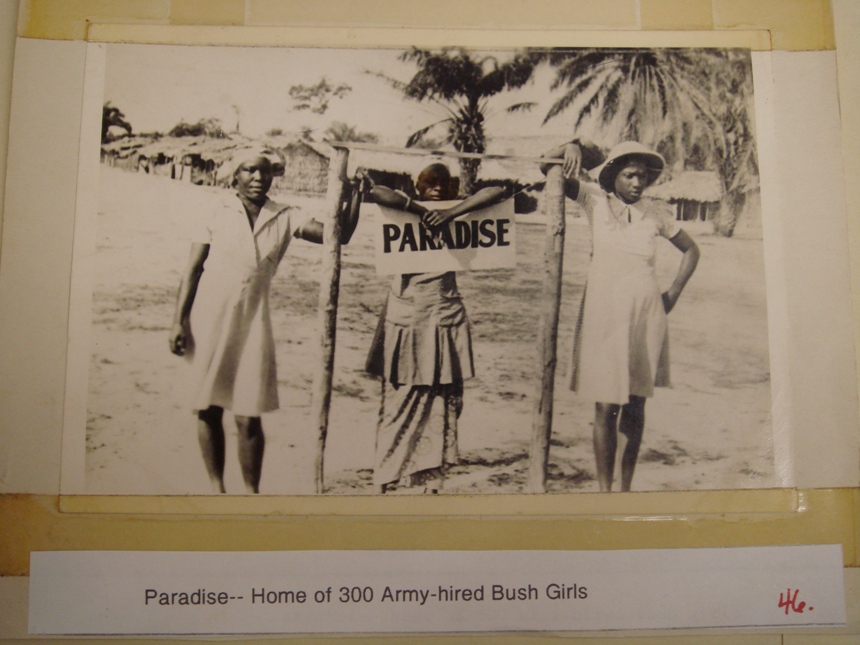 PARADISE
Paradise-- Home of 300 Army-hired Bush Girls
46.